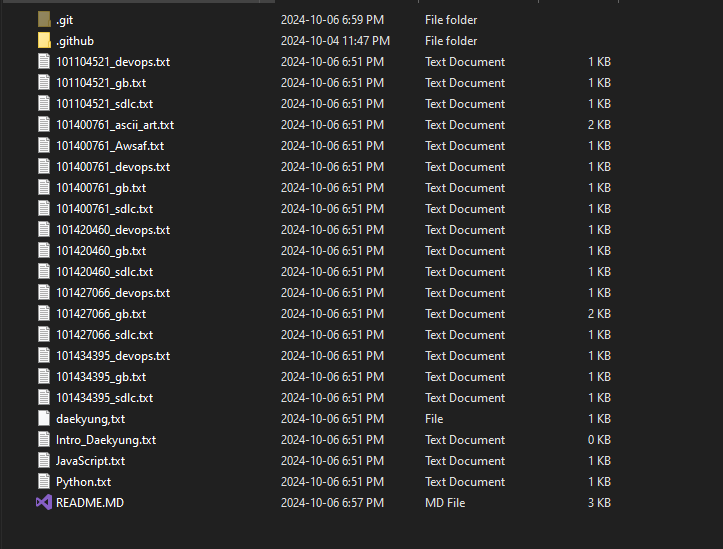 .git 2024-10-06 6:59 PM File folder
.github 2024-10-04 11:47 PM File folder
101104521_devops.txt 2024-10-06 6:51 PM Text Document 1 KB
101104521_gb.txt 2024-10-06 6:51 PM Text Document 1 KB
101104521_sdlc.txt 2024-10-06 6:51 PM Text Document 1 KB
101400761_ascii_art.txt 2024-10-06 6:51 PM Text Document 2 KB
101400761_Awsaf.txt 2024-10-06 6:51 PM Text Document 1 KB
101400761_devops.txt 2024-10-06 6:51 PM Text Document 1 KB
101400761_gb.txt 2024-10-06 6:51 PM Text Document 1 KB
101400761_sdlc.txt 2024-10-06 6:51 PM Text Document 1 KB
101420460_devops.txt 2024-10-06 6:51 PM Text Document 1 KB
101420460_gb.txt 2024-10-06 6:51 PM Text Document 1 KB
101420460_sdlc.txt 2024-10-06 6:51 PM Text Document 1 KB
101427066_devops.txt 2024-10-06 6:51 PM Text Document 1 KB
101427066_gb.txt 2024-10-06 6:51 PM Text Document 2 KB
101427066_sdlc.txt 2024-10-06 6:51 PM Text Document 1 KB
101434395_devops.txt 2024-10-06 6:51 PM Text Document 1 KB
101434395_gb.txt 2024-10-06 6:51 PM Text Document 1 KB
101434395_sdlc.txt 2024-10-06 6:51 PM Text Document 1 KB
daekyung,txt 2024-10-06 6:51 PM File 1 KB
Intro_Daekyung.txt 2024-10-06 6:51 PM Text Document 0 KB
JavaScript.txt 2024-10-06 6:51 PM Text Document 1 KB
Python.txt 2024-10-06 6:51 PM Text Document 1 KB
README.MD 2024-10-06 6:57 PM MD File 3 KB